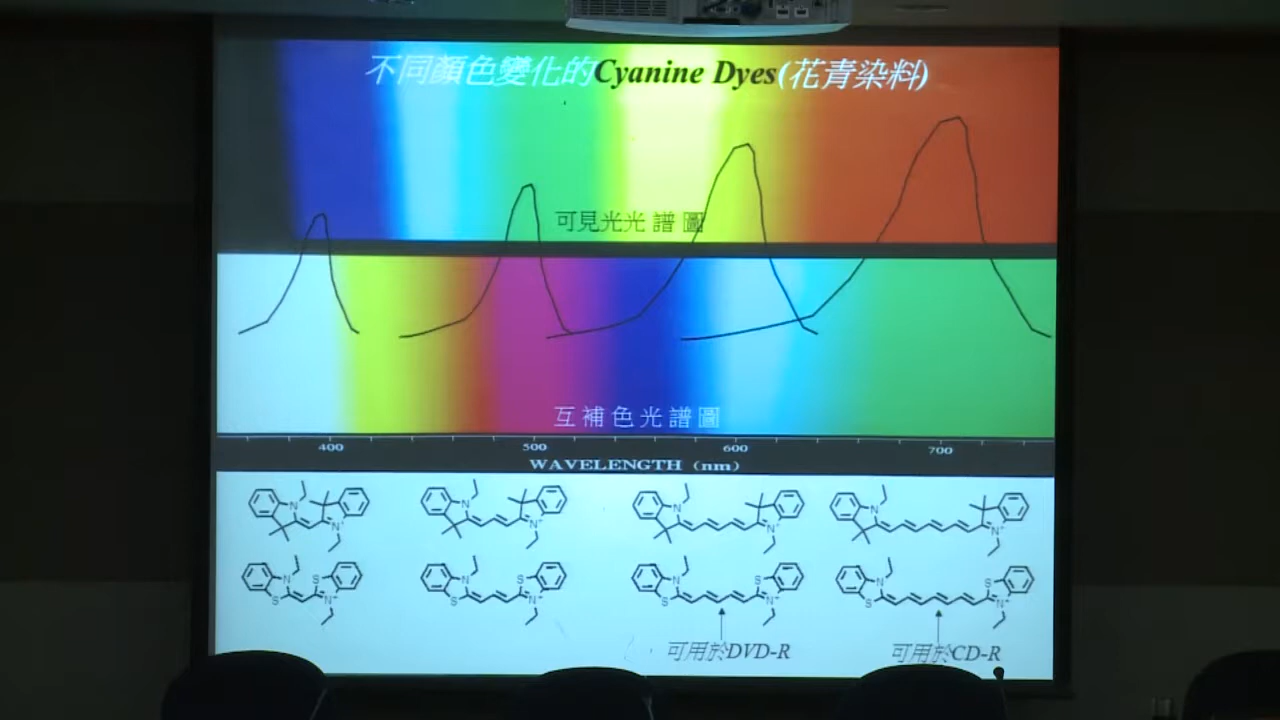 不同顏色變化的Cyanine Dyes(花青染料)
可見光光譜圖
互補色光譜圖
400 500 600 700
WAVELENGTH (nm)
N N+ N N+ N N+ N N+
N S S N+ N S S N+ N S S N+ N S S N+
可用於DVD-R 可用於CD-R